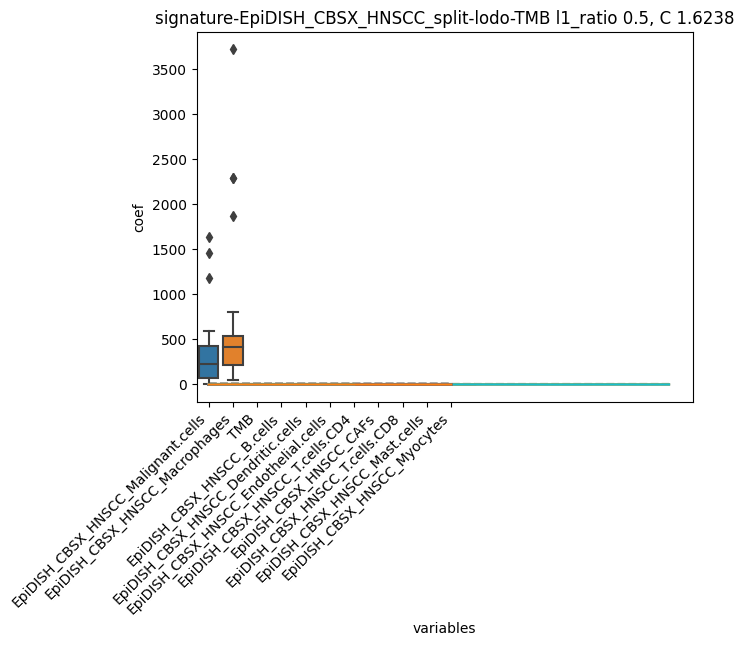 signature-EpiDISH_CBSX_HNSCC_split-lodo-TMB l1_ratio 0.5, C 1.6238
3500
3000
2500
2000
1500
1000
500
0
coef
EpiDISH_CBSX_HNSCC_Malignant.cells
EpiDISH_CBSX_HNSCC_Macrophages
TMB
EpiDISH_CBSX_HNSCC_B.cells
EpiDISH_CBSX_HNSCC_Dendritic.cells
EpiDISH_CBSX_HNSCC_Endothelial.cells
EpiDISH_CBSX_HNSCC_T.cells.CD4
EpiDISH_CBSX_HNSCC_CAFs
EpiDISH_CBSX_HNSCC_T.cells.CD8
EpiDISH_CBSX_HNSCC_Mast.cells
EpiDISH_CBSX_HNSCC_Myocytes
variables